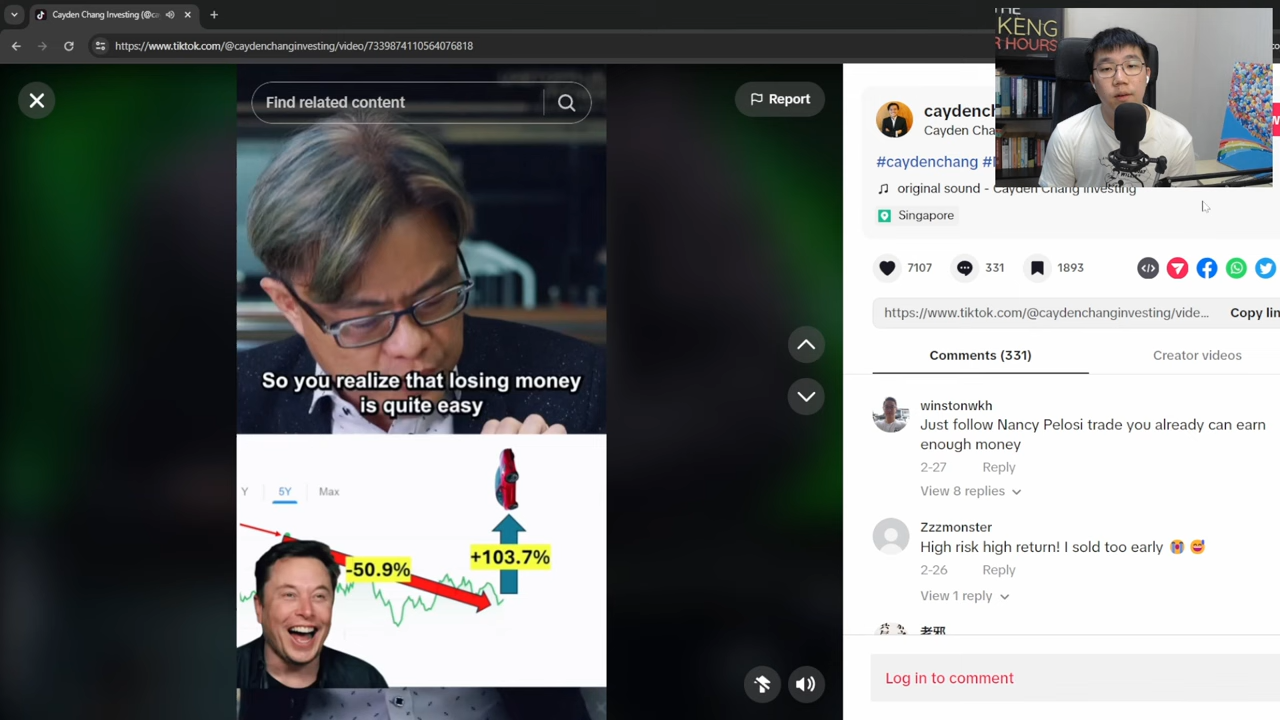 Cayden Chang Investing (@ca
https://www.tiktok.com/@caydenchanginvesting/video/7339874110564076818
THE
KENG
R HOURS
Find related content
Report
caydench
Cayden Cha
#caydenchang #
original sound - Cayden Chang Investing
Singapore
7107
331
1893
https://www.tiktok.com/@caydenchanginvesting/vide...
Copy lin
Comments (331)
Creator videos
So you realize that losing money
is quite easy
Y
5Y
Max
-50.9%
+103.7%
winstonwkh
Just follow Nancy Pelosi trade you already can earn
enough money
2-27
Reply
View 8 replies
Zzzmonster
High risk high return! I sold too early 😭 😅
2-26
Reply
View 1 reply
老邪
Log in to comment